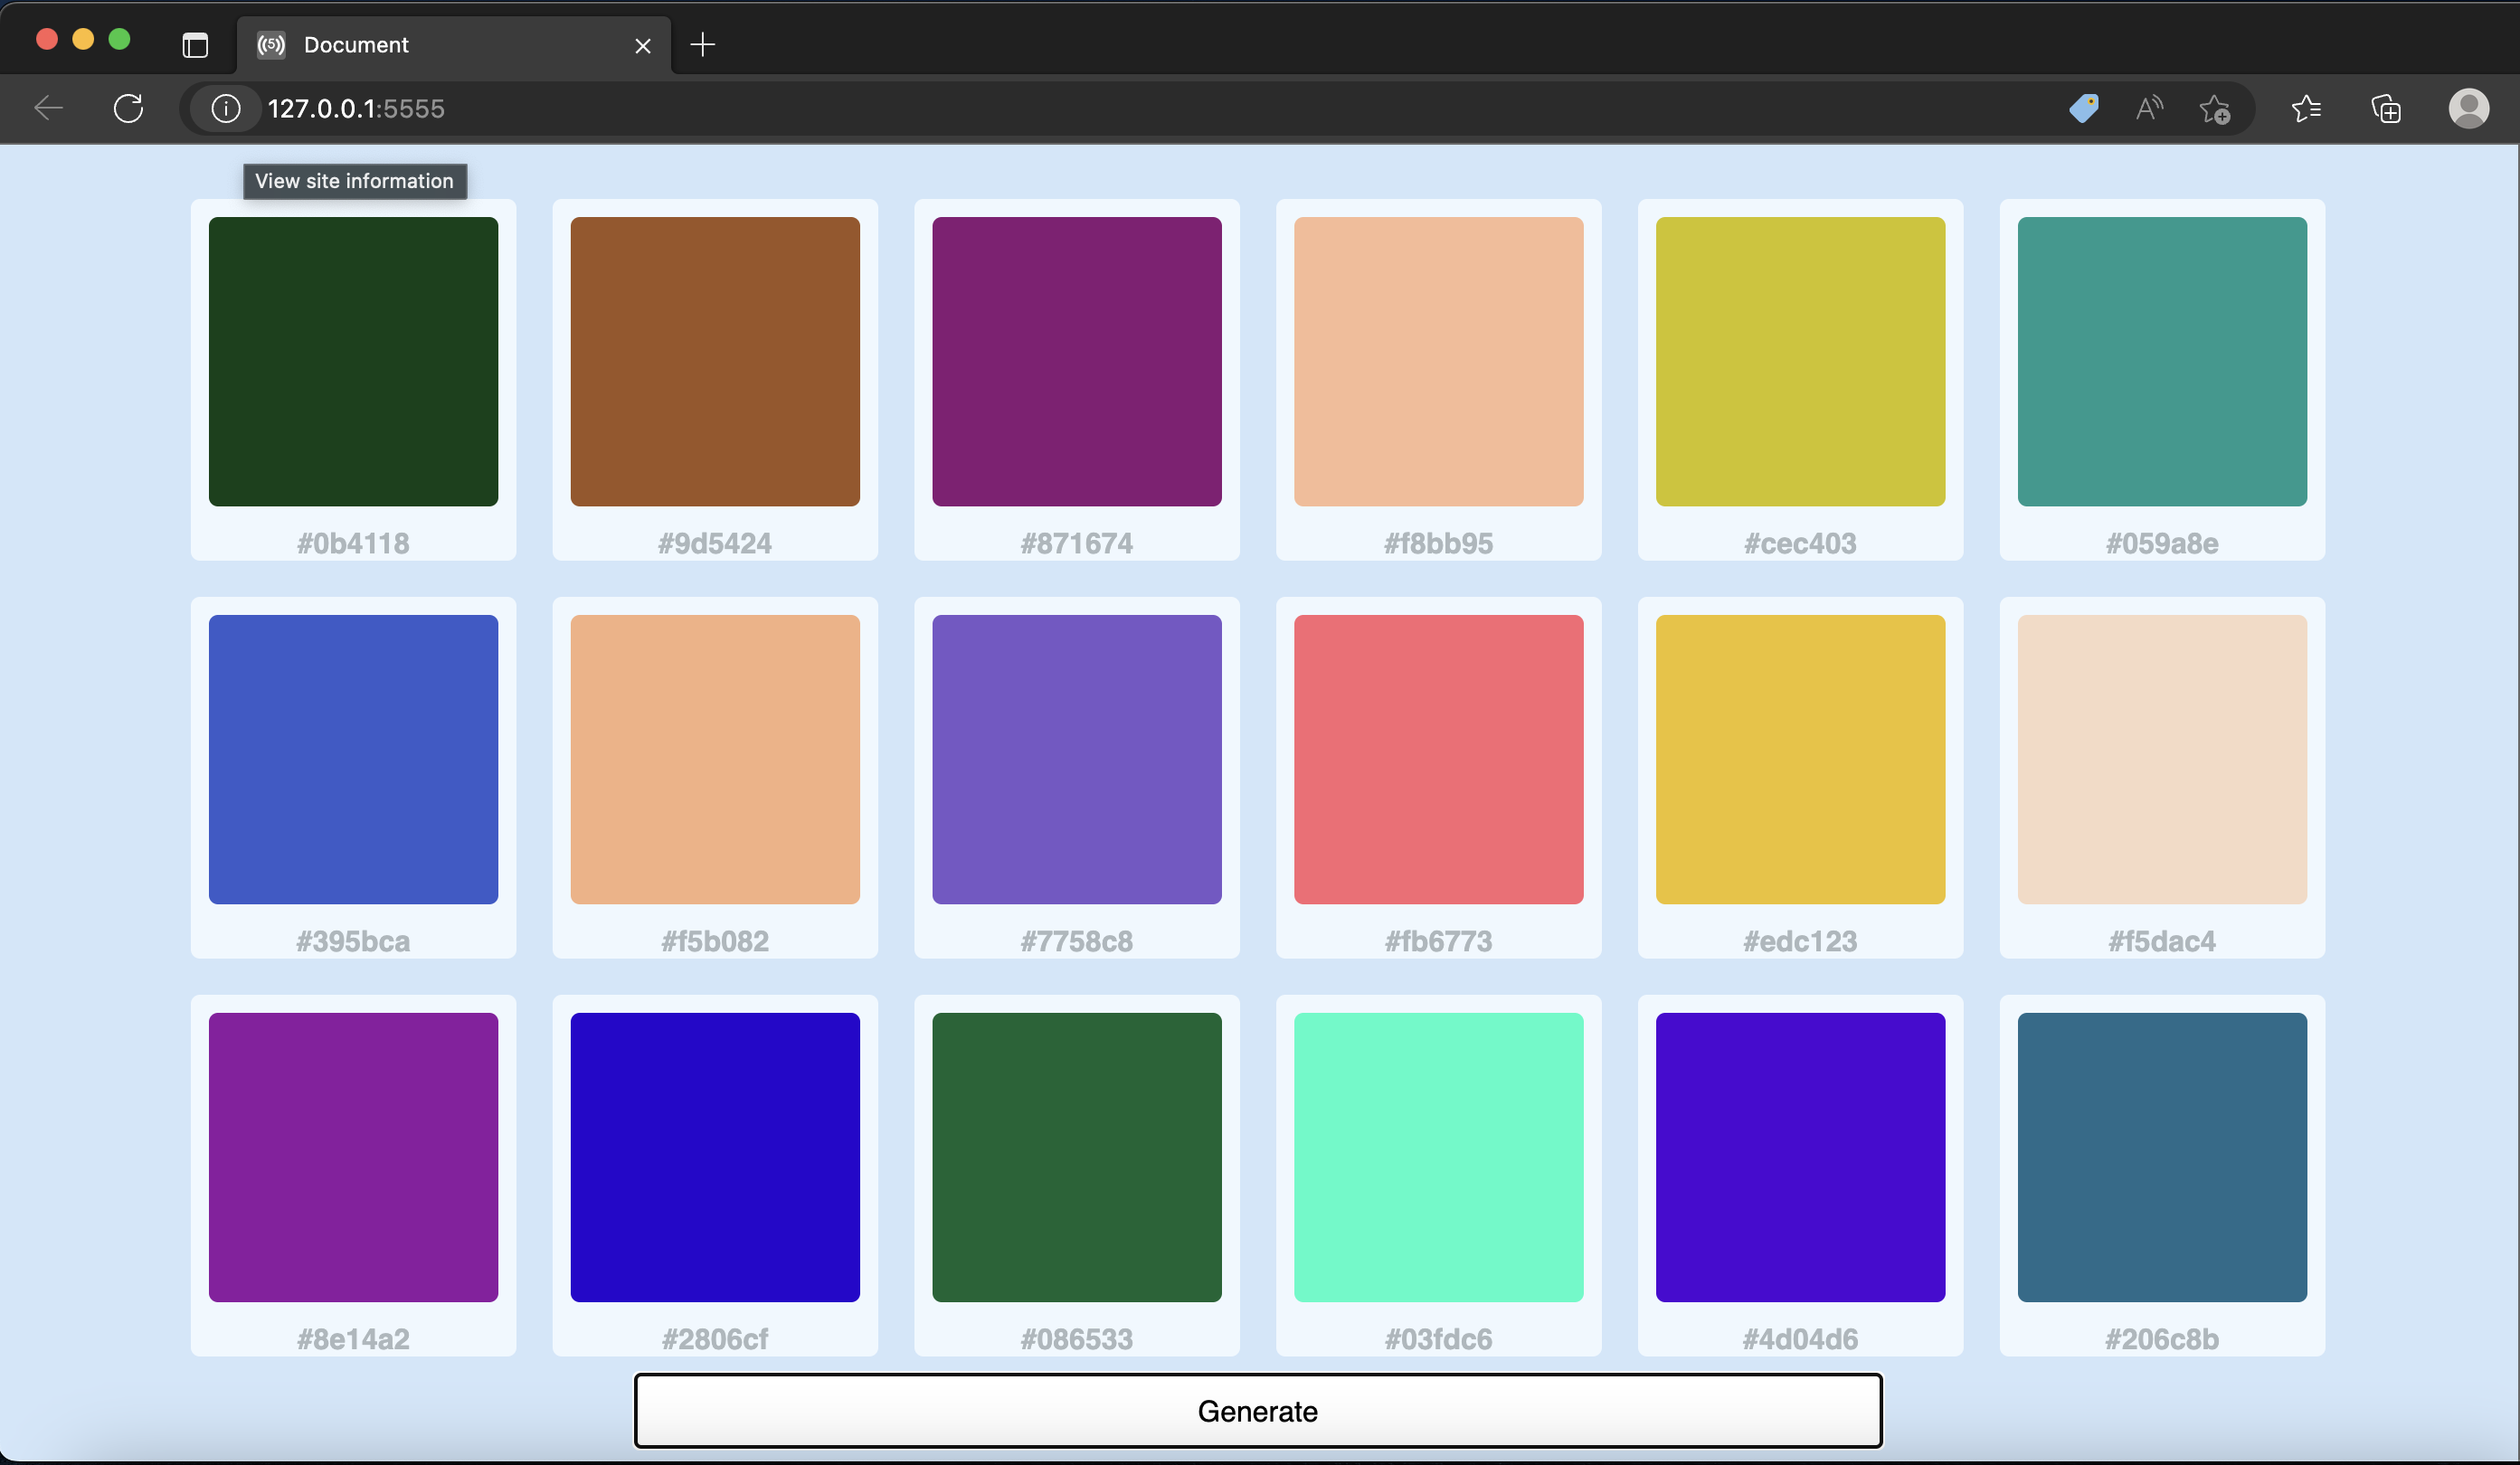 Document
127.0.0.1:5555
View site information
#0b4118 #9d5424 #871674 #f8bb95 #cec403 #059a8e
#395bca #f5b082 #7758c8 #fb6773 #edc123 #f5dac4
#8e14a2 #2806cf #086533 #03fdc6 #4d04d6 #206c8b
Generate